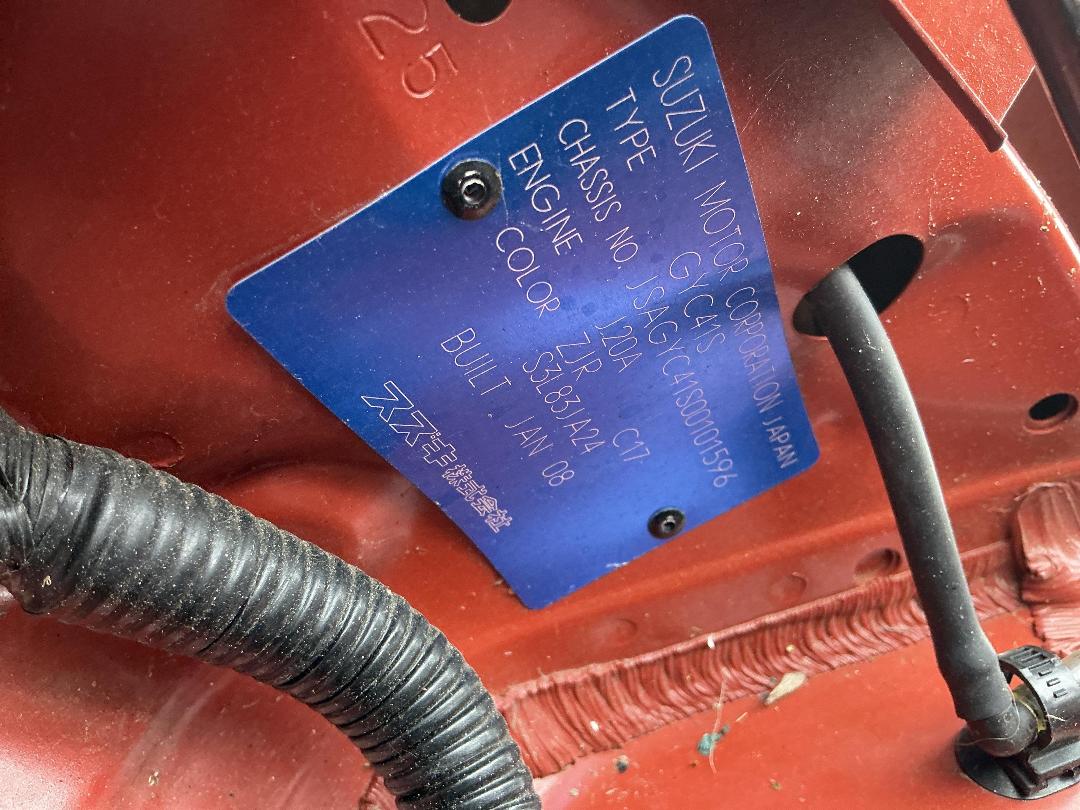 25
SUZUKI MOTOR CORPORATION JAPAN
TYPE GYC41S
CHASSIS NO. JSAGYC41S00101596
ENGINE J20A
COLOR ZJR C17
S3L83JA24
BUILT. JAN 08
スズキ株式会社